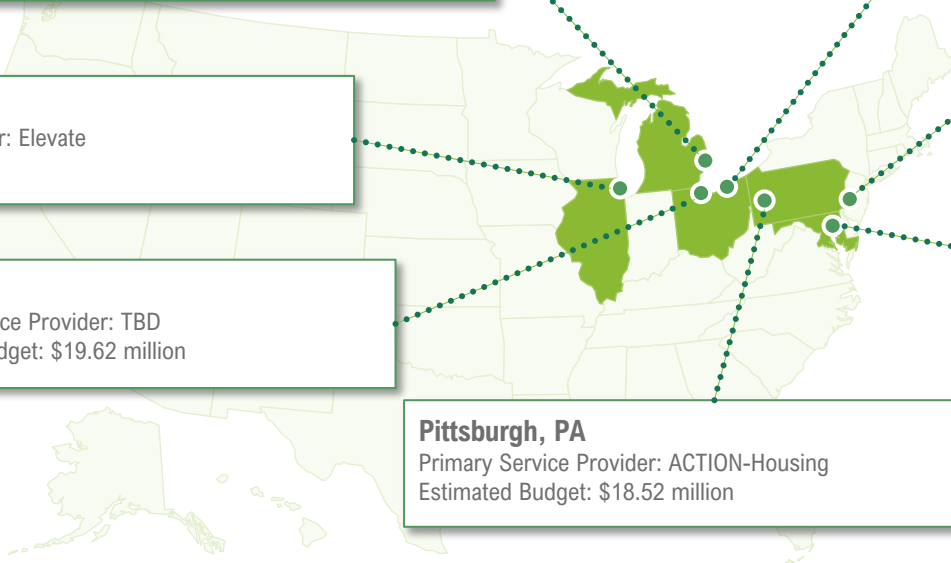 r: Elevate
ce Provider: TBD
dget: $19.62 million
Pittsburgh, PA
Primary Service Provider: ACTION-Housing
Estimated Budget: $18.52 million